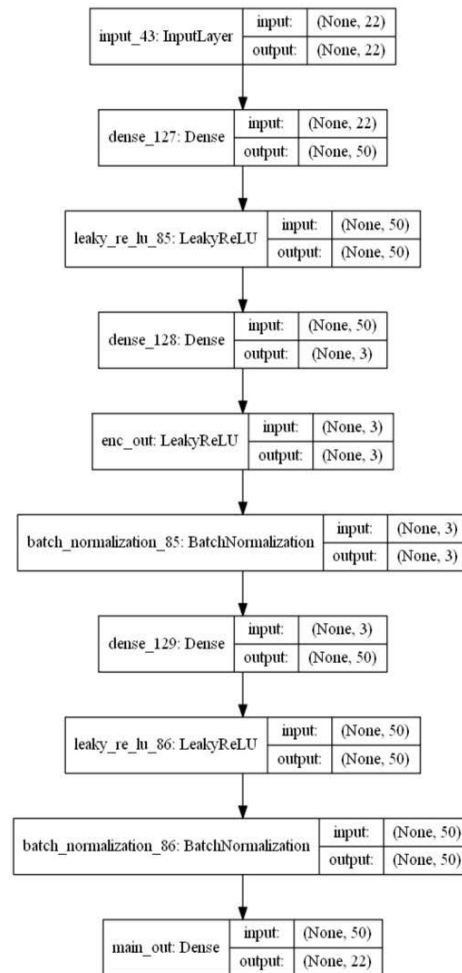 input_43: InputLayer
input: (None, 22)
output: (None, 22)
dense_127: Dense
input: (None, 22)
output: (None, 50)
leaky_re_lu_85: LeakyReLU
input: (None, 50)
output: (None, 50)
dense_128: Dense
input: (None, 50)
output: (None, 3)
enc_out: LeakyReLU
input: (None, 3)
output: (None, 3)
batch_normalization_85: BatchNormalization
input: (None, 3)
output: (None, 3)
dense_129: Dense
input: (None, 3)
output: (None, 50)
leaky_re_lu_86: LeakyReLU
input: (None, 50)
output: (None, 50)
batch_normalization_86: BatchNormalization
input: (None, 50)
output: (None, 50)
main_out: Dense
input: (None, 50)
output: (None, 22)